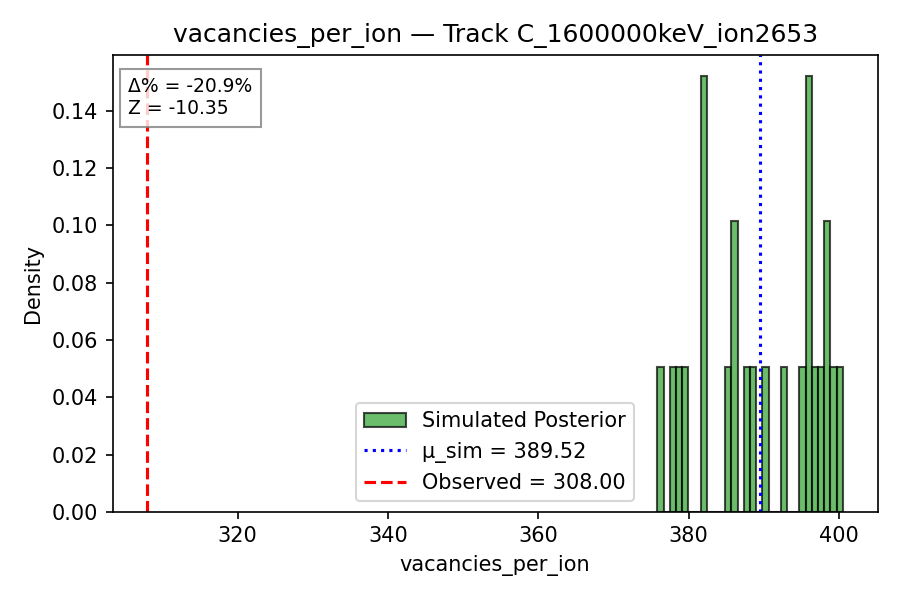 vacancies_per_ion — Track C_1600000keV_ion2653
Δ% = -20.9%
Z = -10.35
Density
0.14
0.12
0.10
0.08
0.06
0.04
0.02
0.00
Simulated Posterior
μ_sim = 389.52
Observed = 308.00
320 340 360 380 400
vacancies_per_ion